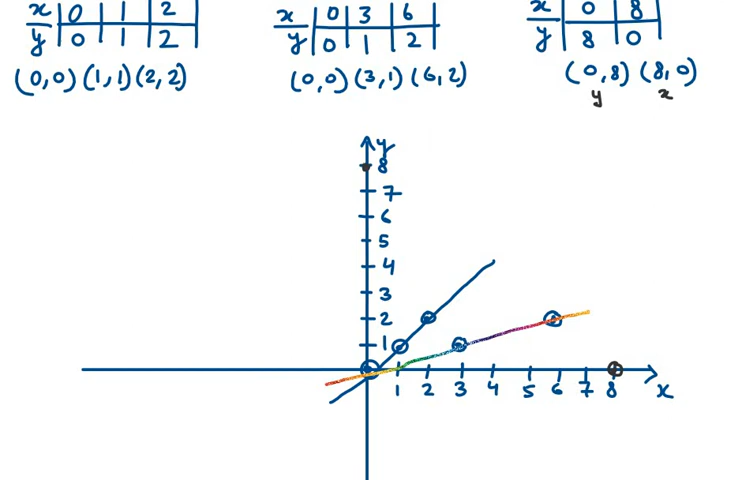 x | 0 | 1 | 2
y | 0 | 1 | 2
(0,0) (1,1) (2,2)
x | 0 | 3 | 6
y | 0 | 1 | 2
(0,0) (3,1) (6,2)
x | 0 | 8
y | 8 | 0
(0,8) (8,0)
y x
y
8
7
6
5
4
3
2
1
1 2 3 4 5 6 7 8 x